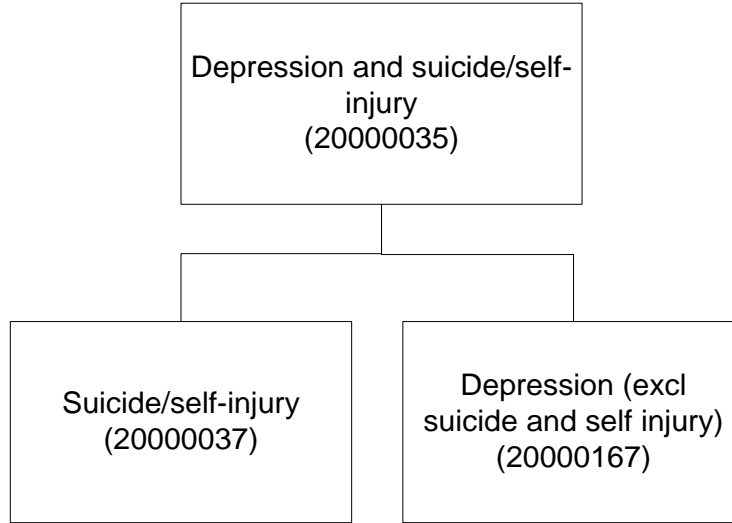 Depression and suicide/self-
injury
(20000035)
Suicide/self-injury
(20000037)
Depression (excl
suicide and self injury)
(20000167)